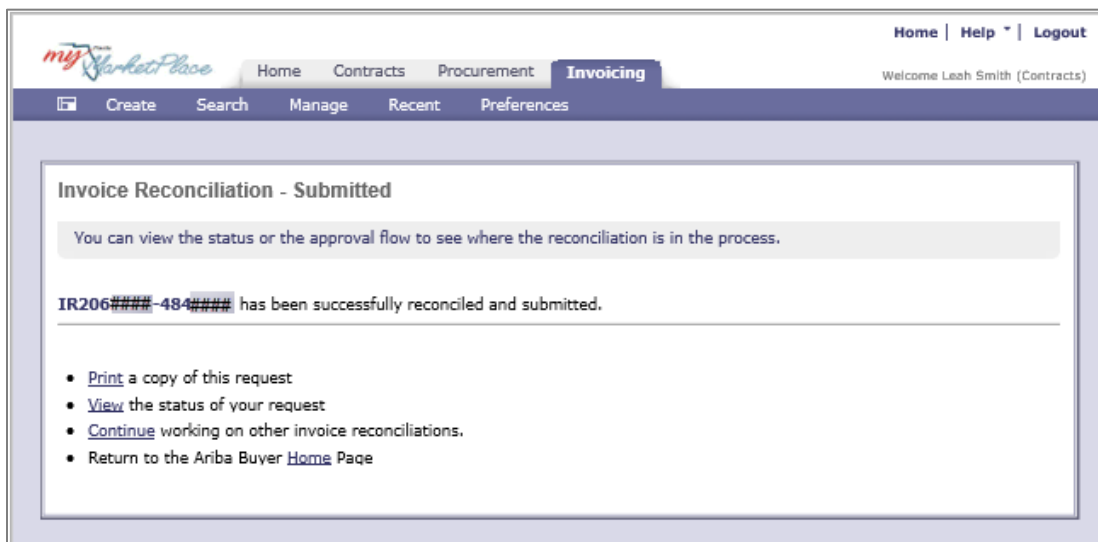 Home | Help | Logout
my Florida MarketPlace
Home Contracts Procurement Invoicing
Welcome Leah Smith (Contracts)
Create Search Manage Recent Preferences
Invoice Reconciliation - Submitted
You can view the status or the approval flow to see where the reconciliation is in the process.
IR206####-484#### has been successfully reconciled and submitted.
• Print a copy of this request
• View the status of your request
• Continue working on other invoice reconciliations.
• Return to the Ariba Buyer Home Page